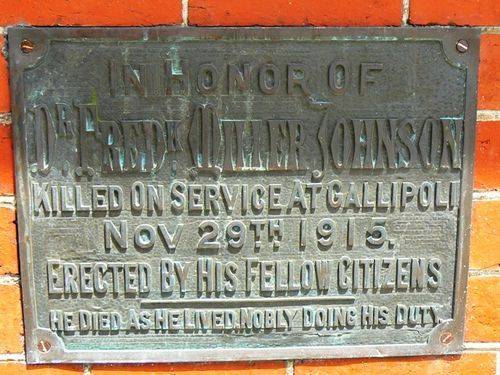 IN HONOR OF
DR FREDK MILLER JOHNSON
KILLED ON SERVICE AT GALLIPOLI
NOV 29TH. 1915.
ERECTED BY HIS FELLOW CITIZENS
HE DIED AS HE LIVED, NOBLY DOING HIS DUTY.